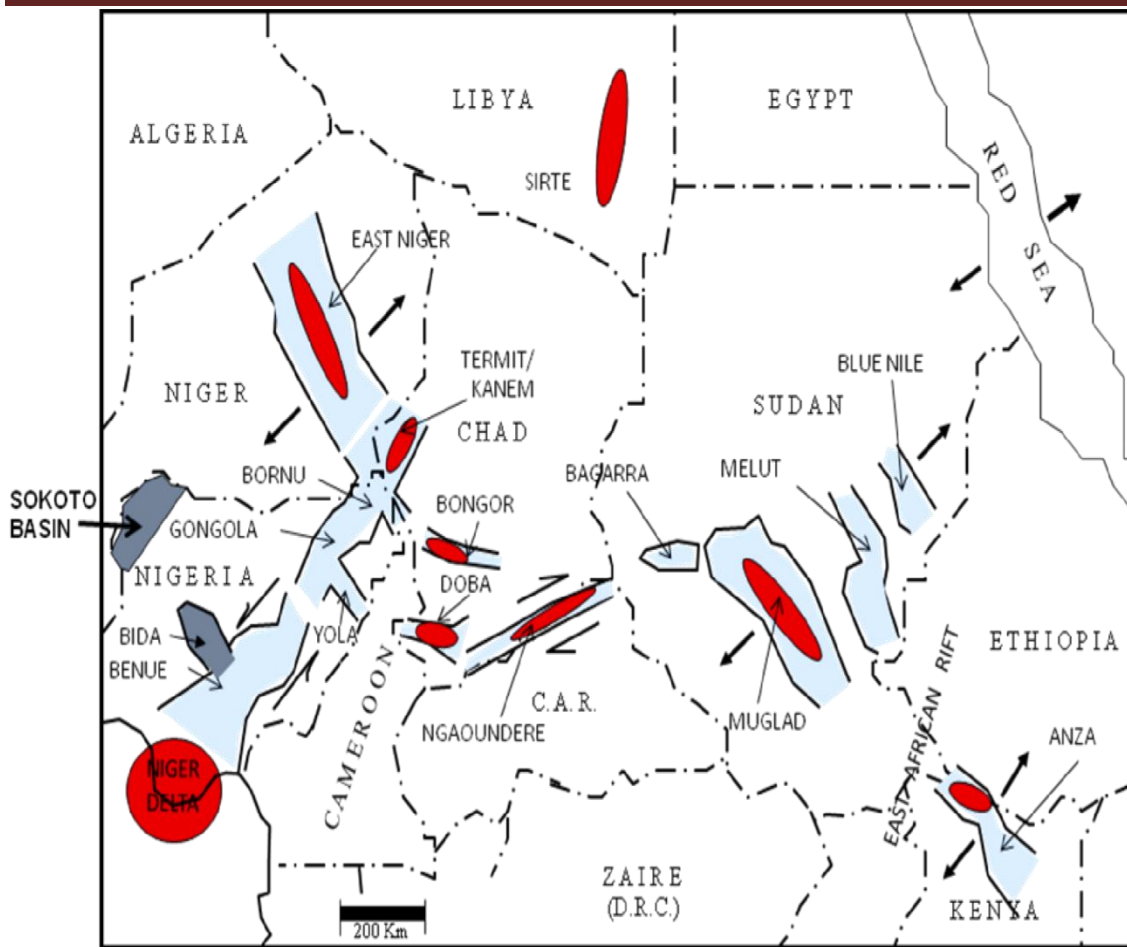 LIBYA
EGYPT
ALGERIA
RED SEA
SIRTE
EAST NIGER
TERMIT/
KANEM
BLUE NILE
NIGER
CHAD
SUDAN
BORNU
BAGARRA
MELUT
SOKOTO
BASIN
GONGOLA
BONGOR
NIGERIA
DOBA
BIDA
YOLA
BENUE
ETHIOPIA
EAST AFRICAN RIFT
C.A.R.
NGAOUNDERE
MUGLAD
ANZA
CAMEROON
NIGER
DELTA
ZAIRE
(D.R.C.)
KENYA
200 Km